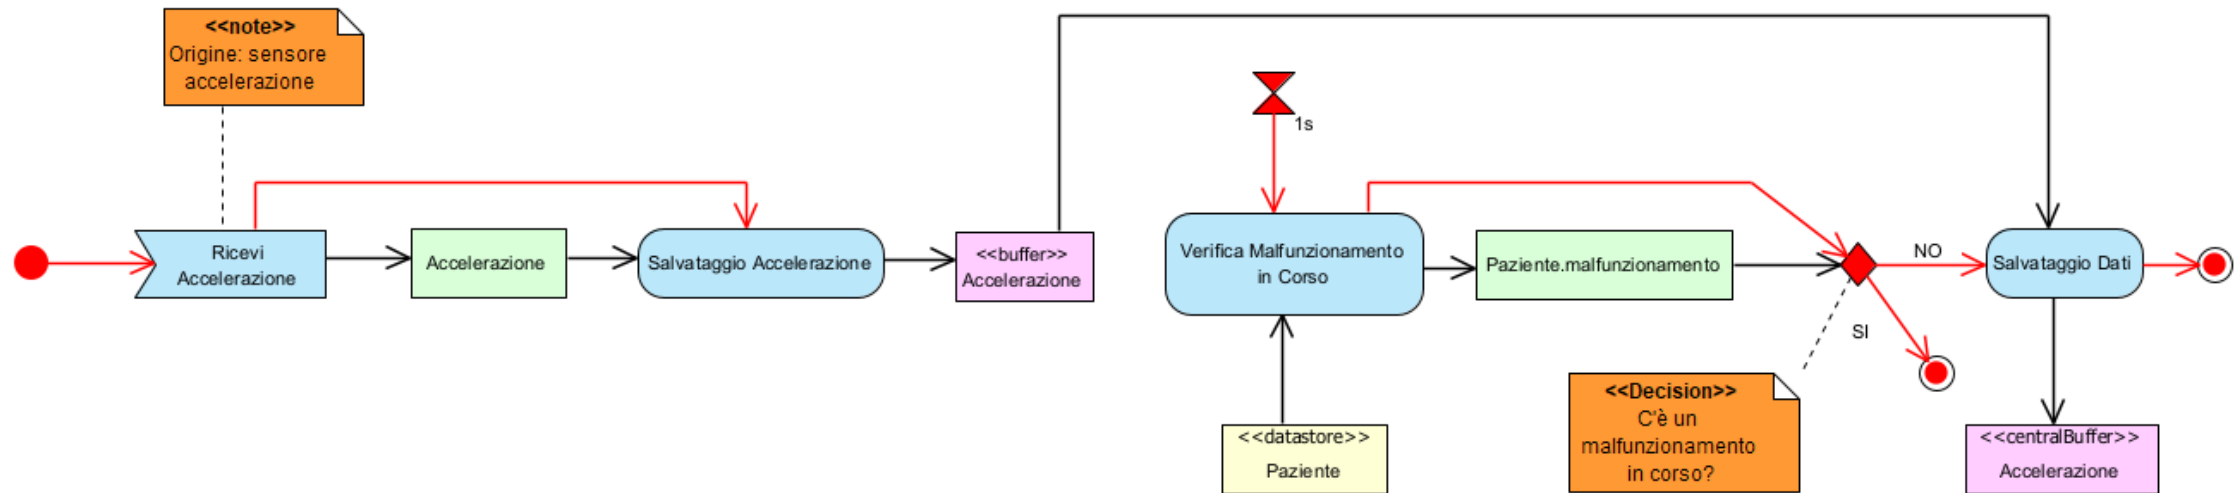 <<note>>
Origine: sensore
accelerazione
1s
Ricevi
Accelerazione
Accelerazione
Salvataggio Accelerazione
<<buffer>>
Accelerazione
Verifica Malfunzionamento
in Corso
Paziente.malfunzionamento
NO
Salvataggio Dati
SI
<<datastore>>
Paziente
<<Decision>>
C'è un
malfunzionamento
in corso?
<<centralBuffer>>
Accelerazione